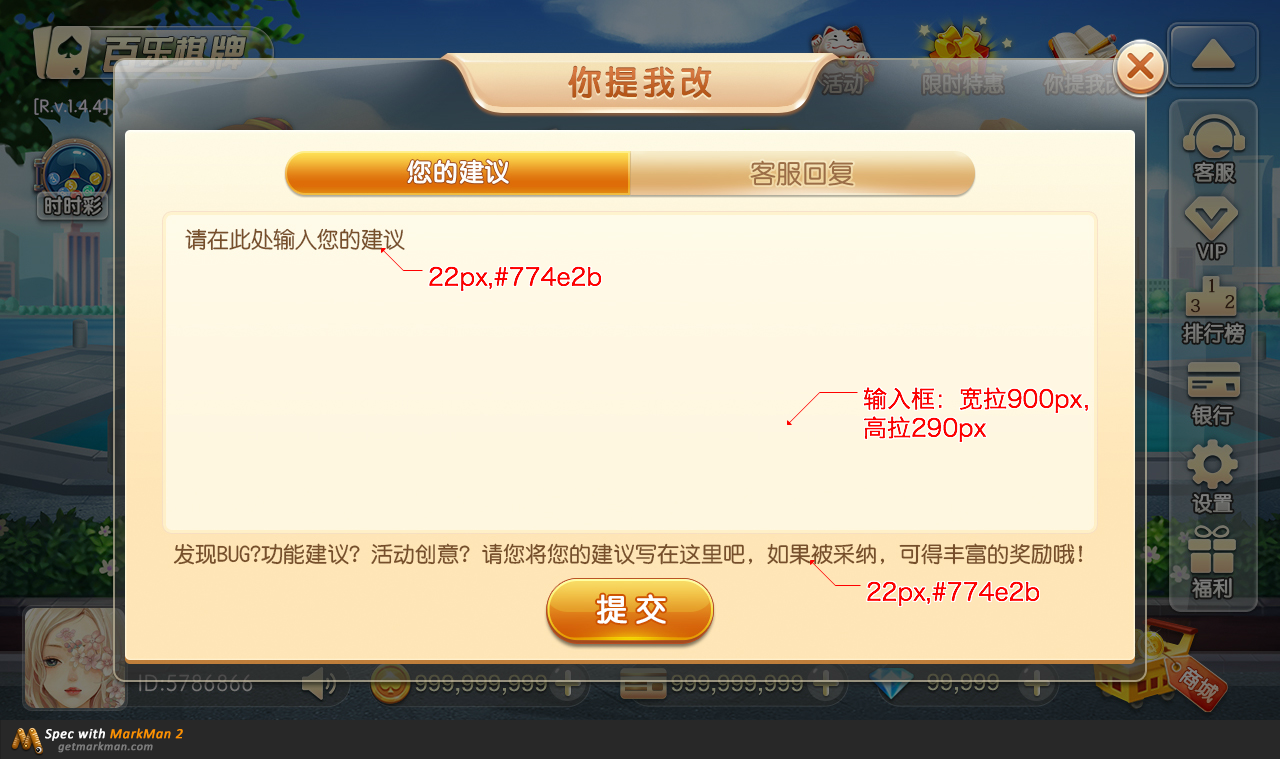 百乐棋牌
[R.v.1.4.4]
你提我改
活动
限时特惠
你提我改
时时彩
您的建议
客服回复
请在此处输入您的建议
22px,#774e2b
输入框：宽拉900px,
高拉290px
发现BUG?功能建议？活动创意？请您将您的建议写在这里吧，如果被采纳，可得丰富的奖励哦！
22px,#774e2b
提交
客服
VIP
1
2
3
排行榜
银行
设置
福利
ID.5786866
999,999,999
999,999,999
99,999
商城
Spec with MarkMan 2
getmarkman.com